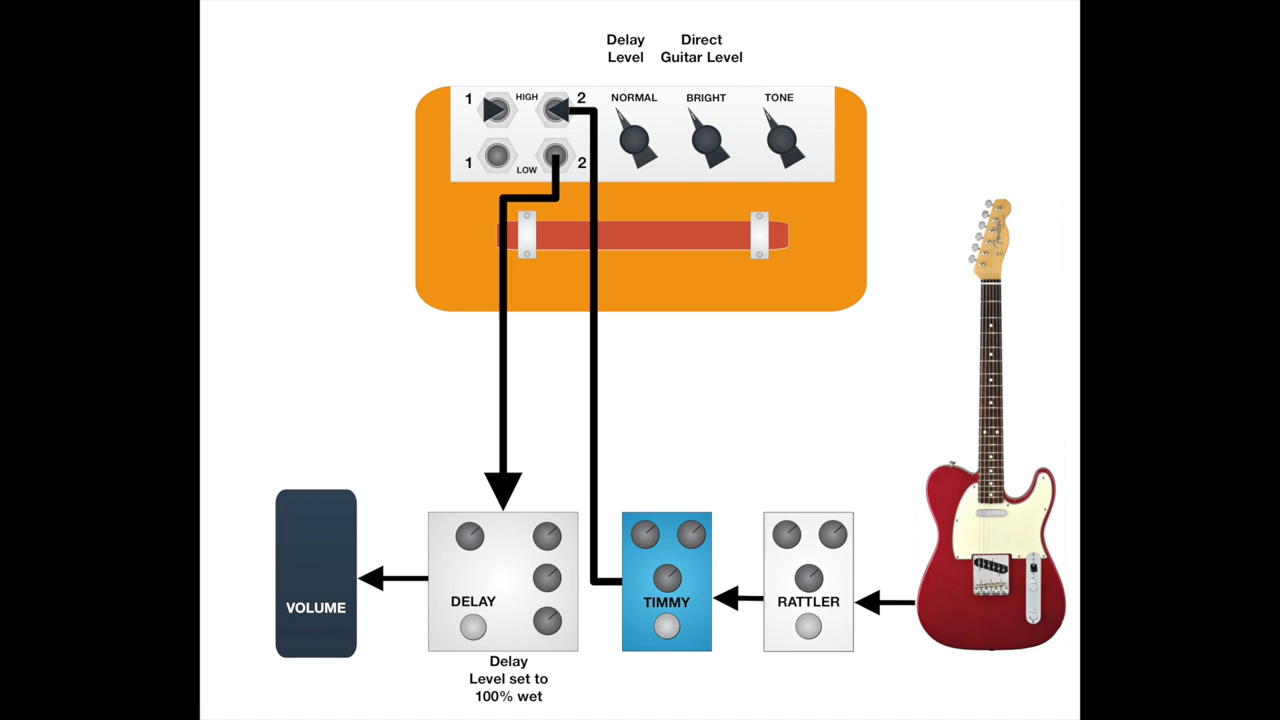 Delay
Level
Direct
Guitar Level
1
HIGH
2
NORMAL
BRIGHT
TONE
1
LOW
2
Fender
VOLUME
DELAY
TIMMY
RATTLER
Delay
Level set to
100% wet